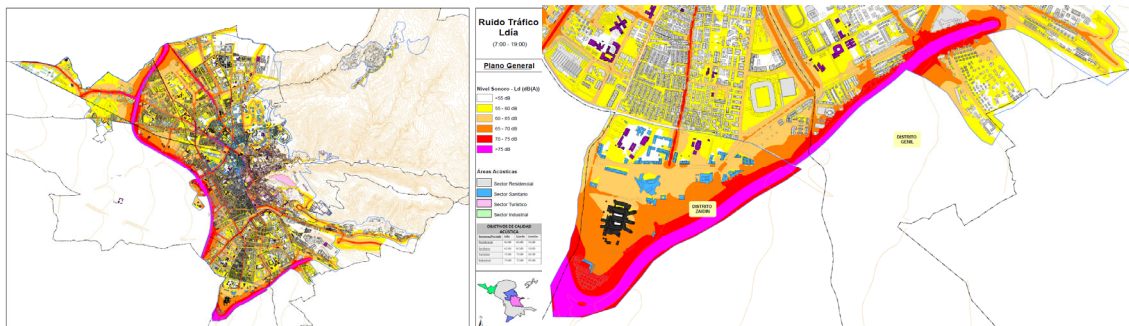 Ruido Tráfico
Ldía
(7:00 - 19:00)
Plano General
Nivel Sonoro - Ld (dB(A))
<55 dB
55 - 60 dB
60 - 65 dB
65 - 70 dB
70 - 75 dB
>75 dB
Áreas Acústicas
Sector Residencial
Sector Sanitario
Sector Turístico
Sector Industrial
OBJETIVOS DE CALIDAD
ACÚSTICA
DISTRITO
GENIL
DISTRITO
ZAIDIN